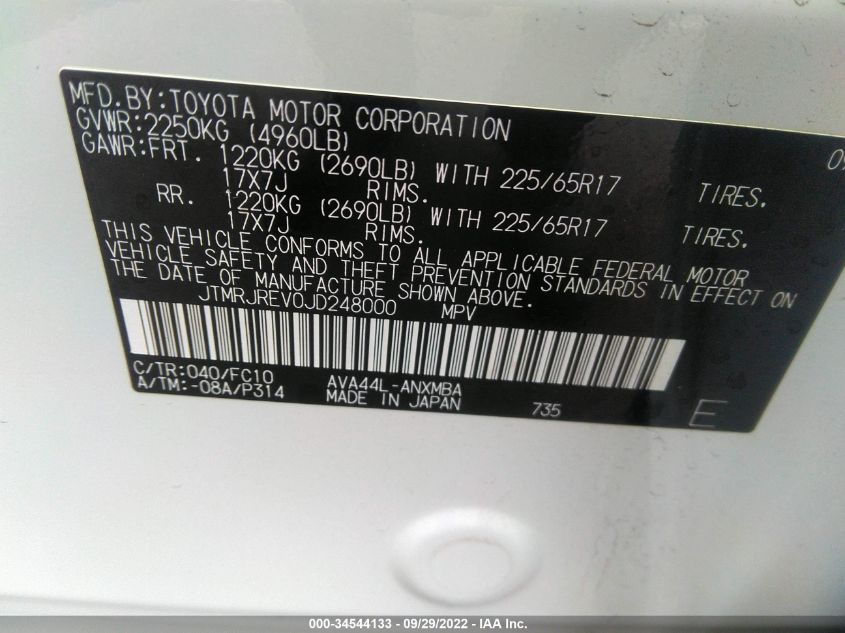 MFD.BY:TOYOTA MOTOR CORPORATION
GVWR:2250KG (4960LB)
GAWR:FRT. 1220KG (2690LB) WITH 225/65R17 TIRES.
17X7J RIMS.
RR. 1220KG (2690LB) WITH 225/65R17 TIRES.
17X7J RIMS.
THIS VEHICLE CONFORMS TO ALL APPLICABLE FEDERAL MOTOR
VEHICLE SAFETY AND THEFT PREVENTION STANDARDS IN EFFECT ON
THE DATE OF MANUFACTURE SHOWN ABOVE.
JTMRJREV0JD248000 MPV
C/TR:040/FC10 AVA44L-ANXMBA
A/TM:-08A/P314 MADE IN JAPAN 735 E
000-34544133 — 09/29/2022 — IAA Inc.